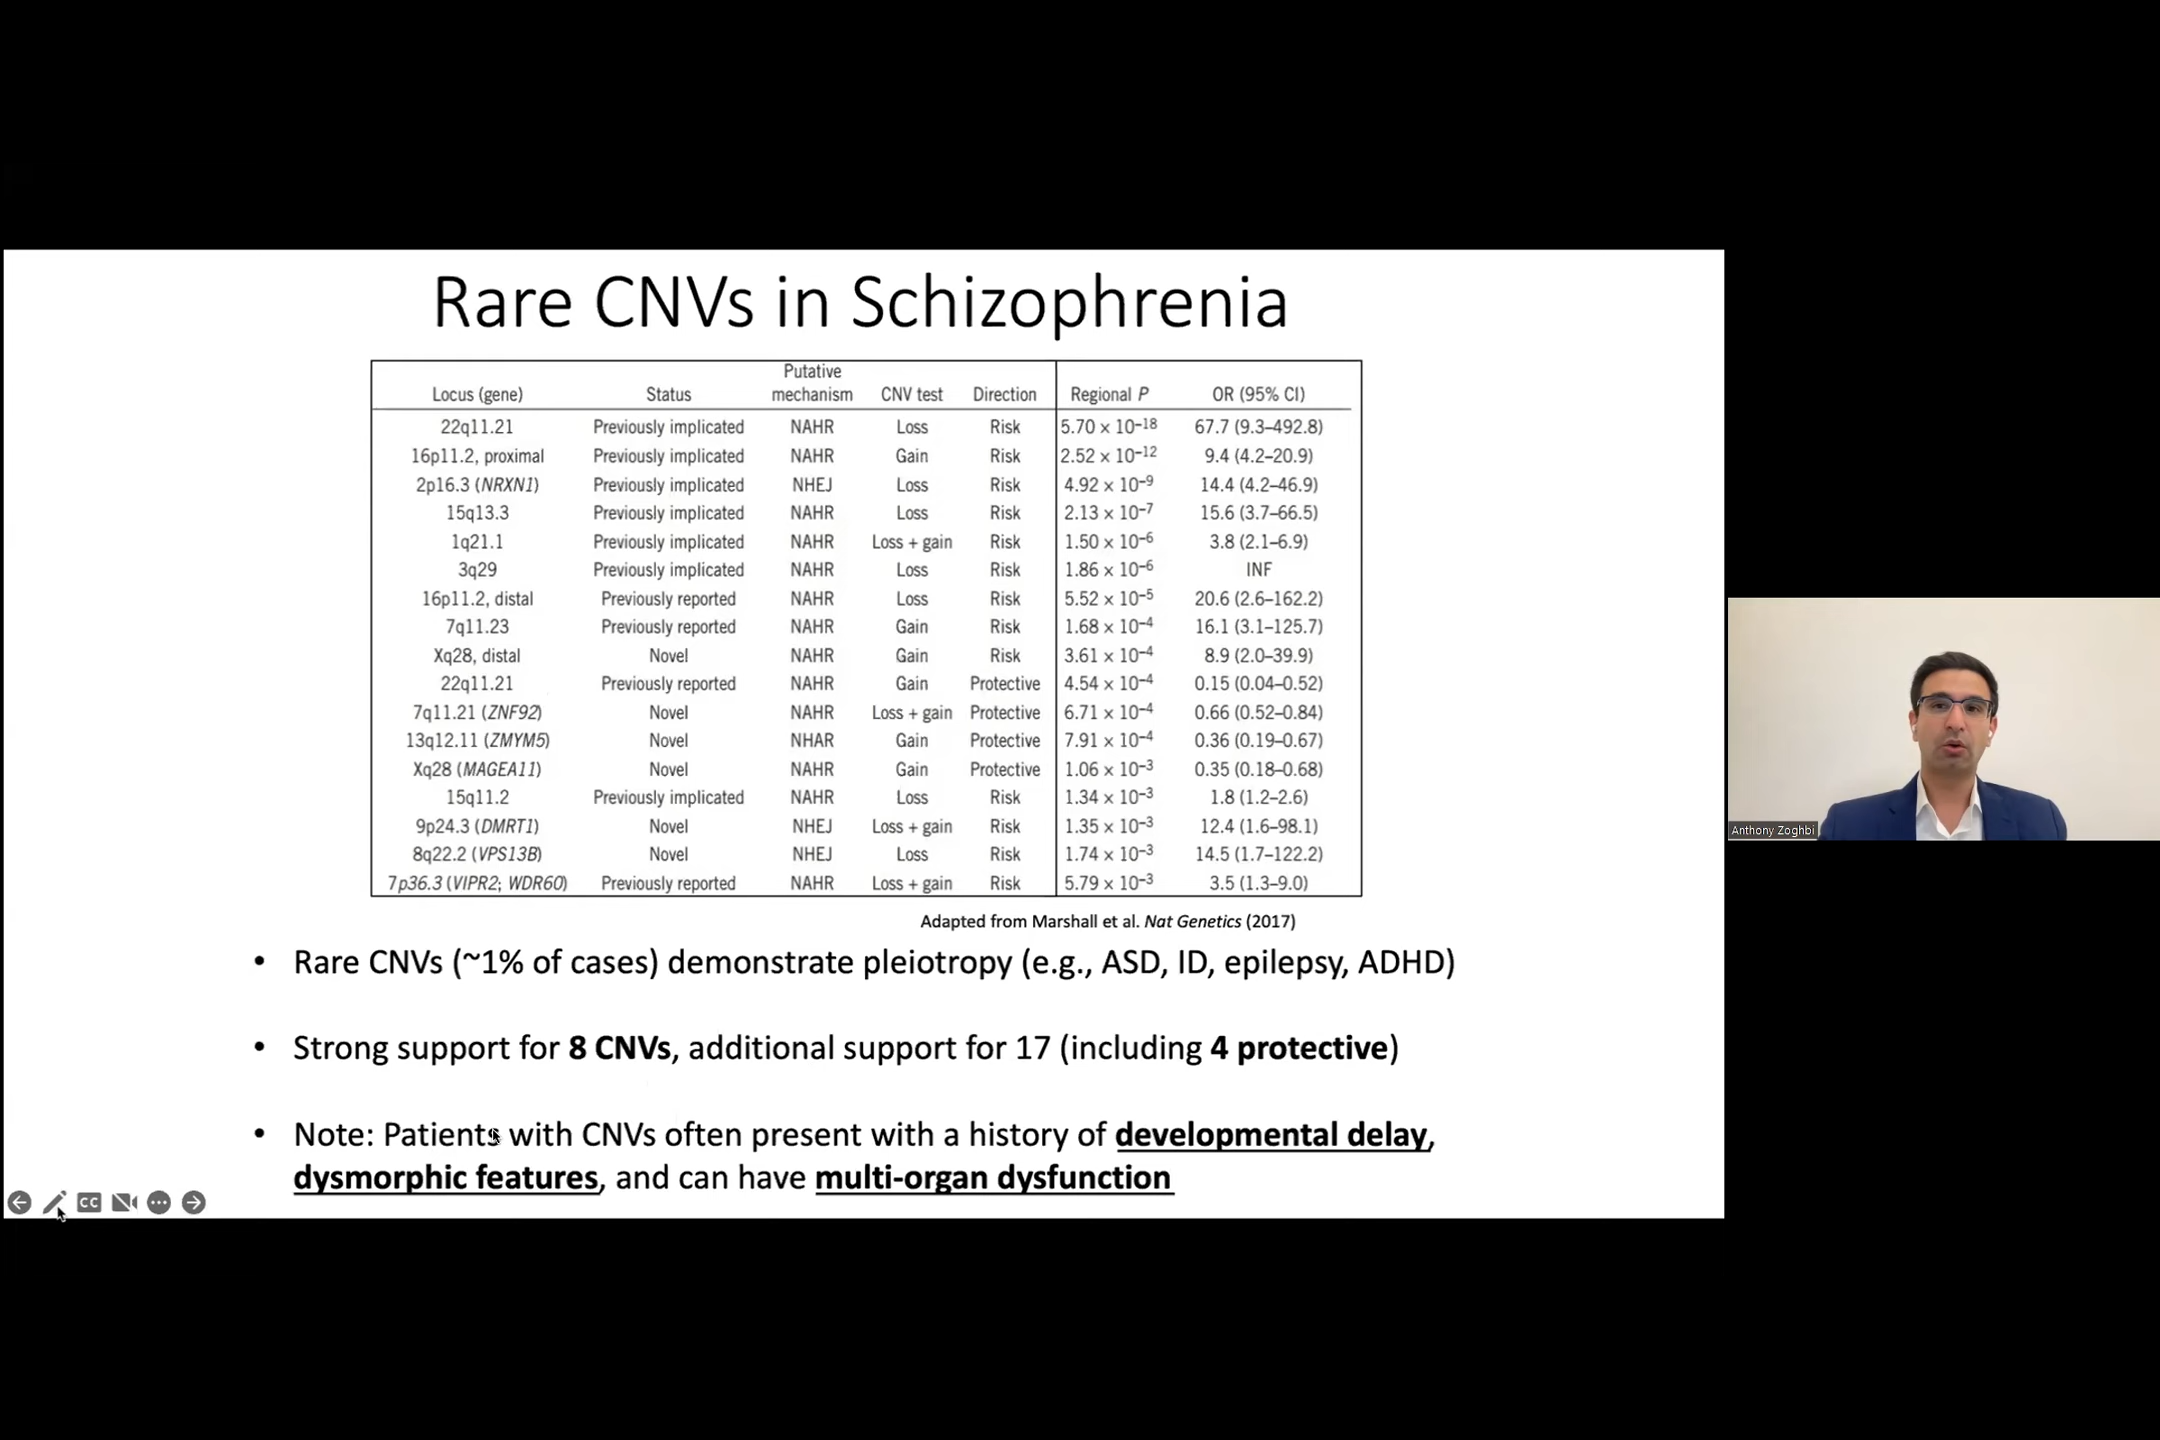 Rare CNVs in Schizophrenia
Putative
Locus (gene) Status mechanism CNV test Direction Regional P OR (95% CI)
22q11.21 Previously implicated NAHR Loss Risk 5.70 × 10−18 67.7 (9.3–492.8)
16p11.2, proximal Previously implicated NAHR Gain Risk 2.52 × 10−12 9.4 (4.2–20.9)
2p16.3 (NRXN1) Previously implicated NHEJ Loss Risk 4.92 × 10−9 14.4 (4.2–46.9)
15q13.3 Previously implicated NAHR Loss Risk 2.13 × 10−7 15.6 (3.7–66.5)
1q21.1 Previously implicated NAHR Loss + gain Risk 1.50 × 10−6 3.8 (2.1–6.9)
3q29 Previously implicated NAHR Loss Risk 1.86 × 10−6 INF
16p11.2, distal Previously reported NAHR Loss Risk 5.52 × 10−5 20.6 (2.6–162.2)
7q11.23 Previously reported NAHR Gain Risk 1.68 × 10−4 16.1 (3.1–125.7)
Xq28, distal Novel NAHR Gain Risk 3.61 × 10−4 8.9 (2.0–39.9)
22q11.21 Previously reported NAHR Gain Protective 4.54 × 10−4 0.15 (0.04–0.52)
7q11.21 (ZNF92) Novel NAHR Loss + gain Protective 6.71 × 10−4 0.66 (0.52–0.84)
13q12.11 (ZMYM5) Novel NHAR Gain Protective 7.91 × 10−4 0.36 (0.19–0.67)
Xq28 (MAGEA11) Novel NAHR Gain Protective 1.06 × 10−3 0.35 (0.18–0.68)
15q11.2 Previously implicated NAHR Loss Risk 1.34 × 10−3 1.8 (1.2–2.6)
9p24.3 (DMRT1) Novel NHEJ Loss + gain Risk 1.35 × 10−3 12.4 (1.6–98.1)
8q22.2 (VPS13B) Novel NHEJ Loss Risk 1.74 × 10−3 14.5 (1.7–122.2)
7p36.3 (VIPR2; WDR60) Previously reported NAHR Loss + gain Risk 5.79 × 10−3 3.5 (1.3–9.0)
Adapted from Marshall et al. Nat Genetics (2017)
• Rare CNVs (~1% of cases) demonstrate pleiotropy (e.g., ASD, ID, epilepsy, ADHD)
• Strong support for 8 CNVs, additional support for 17 (including 4 protective)
• Note: Patients with CNVs often present with a history of developmental delay,
dysmorphic features, and can have multi-organ dysfunction
CC
Anthony Zoghbi